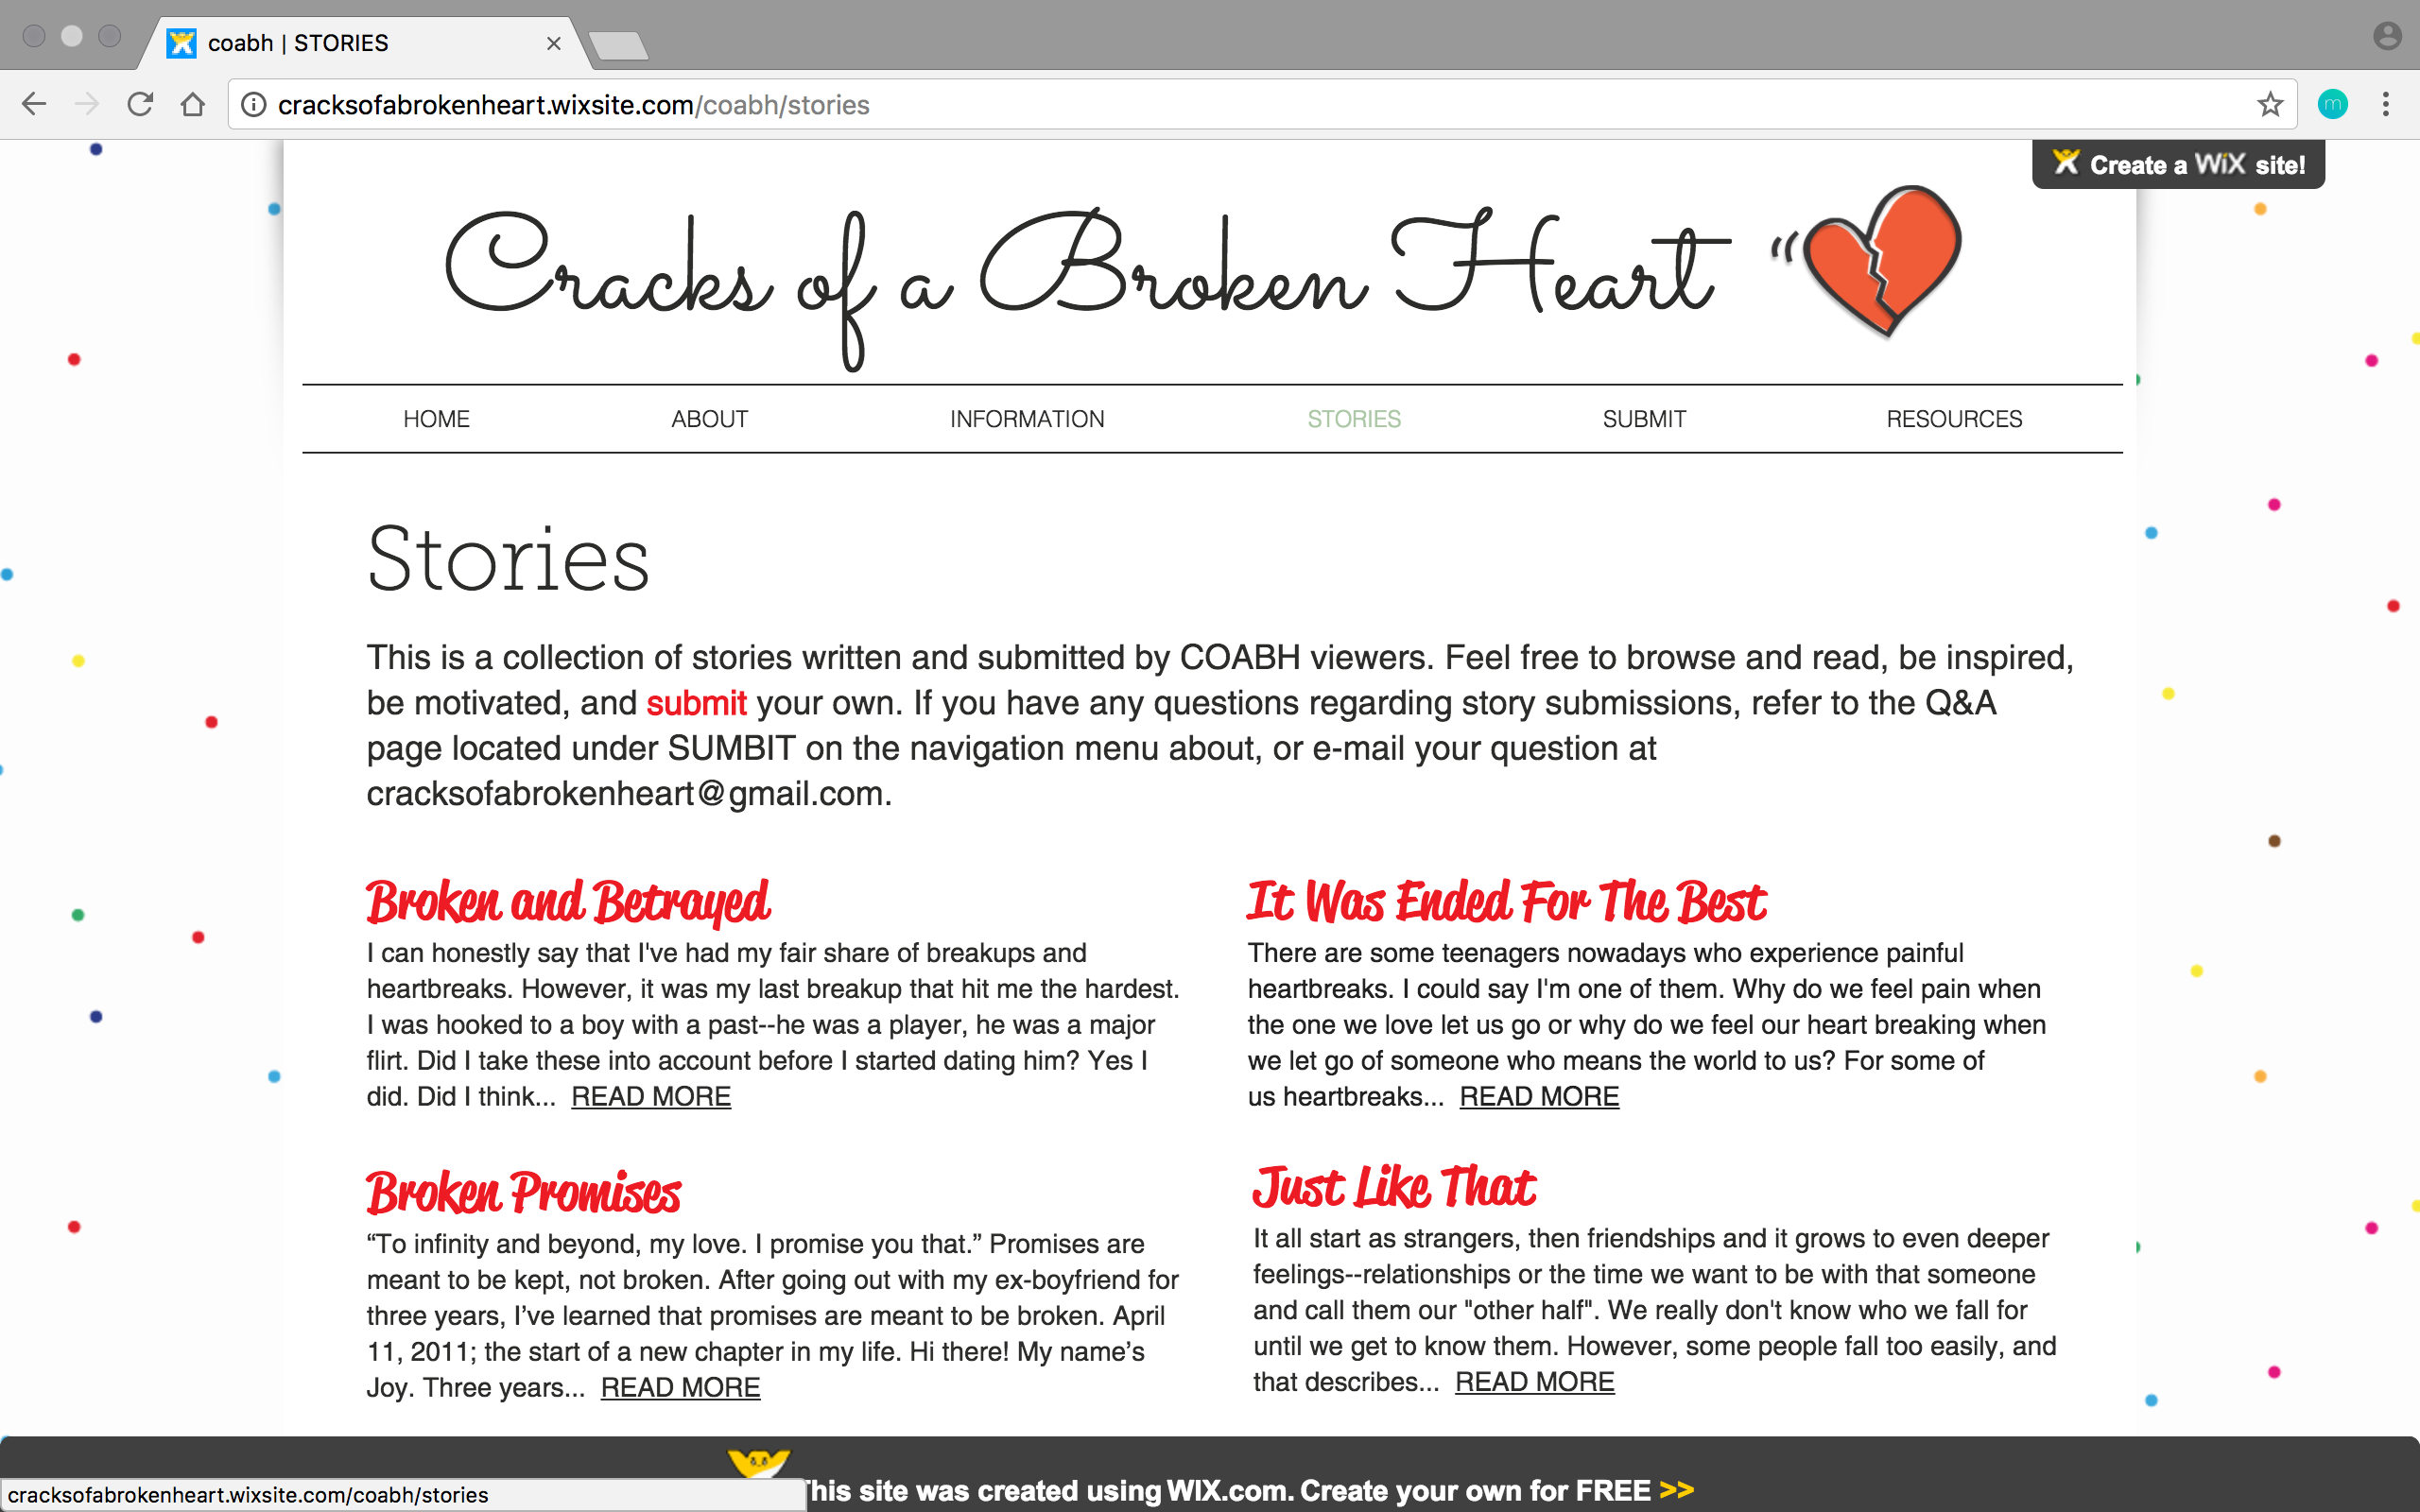 coabh | STORIES
cracksofabrokenheart.wixsite.com/coabh/stories
Create a WiX site!
Cracks of a Broken Heart
HOME ABOUT INFORMATION STORIES SUBMIT RESOURCES
Stories
This is a collection of stories written and submitted by COABH viewers. Feel free to browse and read, be inspired,
be motivated, and submit your own. If you have any questions regarding story submissions, refer to the Q&A
page located under SUMBIT on the navigation menu about, or e-mail your question at
cracksofabrokenheart@gmail.com.
Broken and Betrayed
I can honestly say that I've had my fair share of breakups and
heartbreaks. However, it was my last breakup that hit me the hardest.
I was hooked to a boy with a past--he was a player, he was a major
flirt. Did I take these into account before I started dating him? Yes I
did. Did I think... READ MORE
It Was Ended For The Best
There are some teenagers nowadays who experience painful
heartbreaks. I could say I'm one of them. Why do we feel pain when
the one we love let us go or why do we feel our heart breaking when
we let go of someone who means the world to us? For some of
us heartbreaks... READ MORE
Broken Promises
“To infinity and beyond, my love. I promise you that.” Promises are
meant to be kept, not broken. After going out with my ex-boyfriend for
three years, I’ve learned that promises are meant to be broken. April
11, 2011; the start of a new chapter in my life. Hi there! My name’s
Joy. Three years... READ MORE
Just Like That
It all start as strangers, then friendships and it grows to even deeper
feelings--relationships or the time we want to be with that someone
and call them our "other half". We really don't know who we fall for
until we get to know them. However, some people fall too easily, and
that describes... READ MORE
This site was created using WIX.com. Create your own for FREE >>
cracksofabrokenheart.wixsite.com/coabh/stories